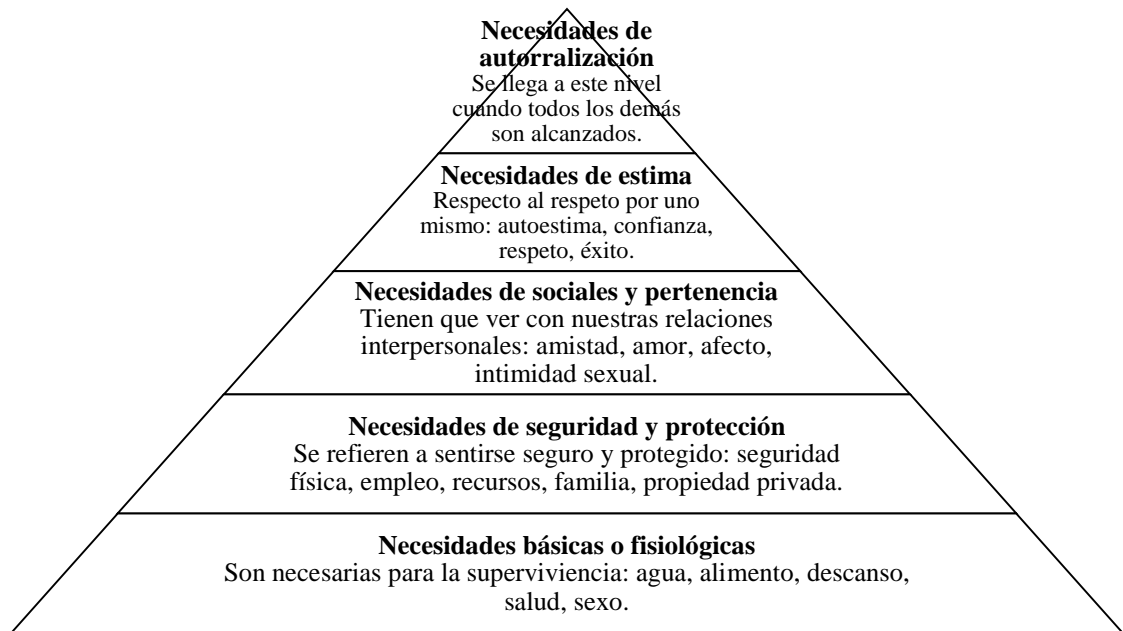 Necesidades de
autorralización
Se llega a este nivel
cuando todos los demás
son alcanzados.
Necesidades de estima
Respecto al respeto por uno
mismo: autoestima, confianza,
respeto, éxito.
Necesidades de sociales y pertenencia
Tienen que ver con nuestras relaciones
interpersonales: amistad, amor, afecto,
intimidad sexual.
Necesidades de seguridad y protección
Se refieren a sentirse seguro y protegido: seguridad
física, empleo, recursos, familia, propiedad privada.
Necesidades básicas o fisiológicas
Son necesarias para la superviviencia: agua, alimento, descanso,
salud, sexo.